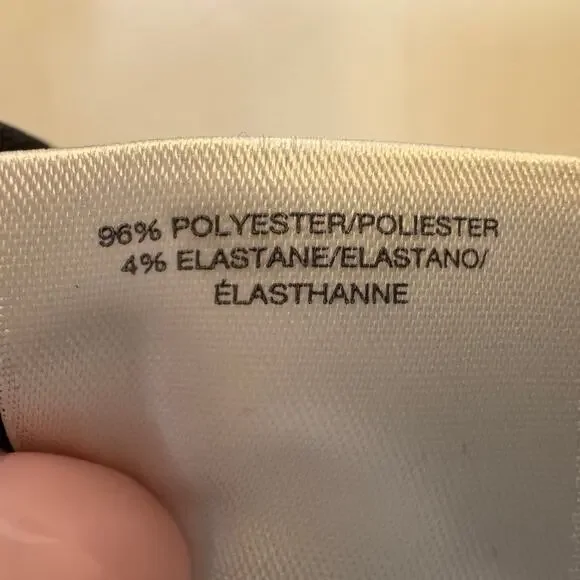 96% POLYESTER/POLIESTER
4% ELASTANE/ELASTANO/
ÉLASTHANNE